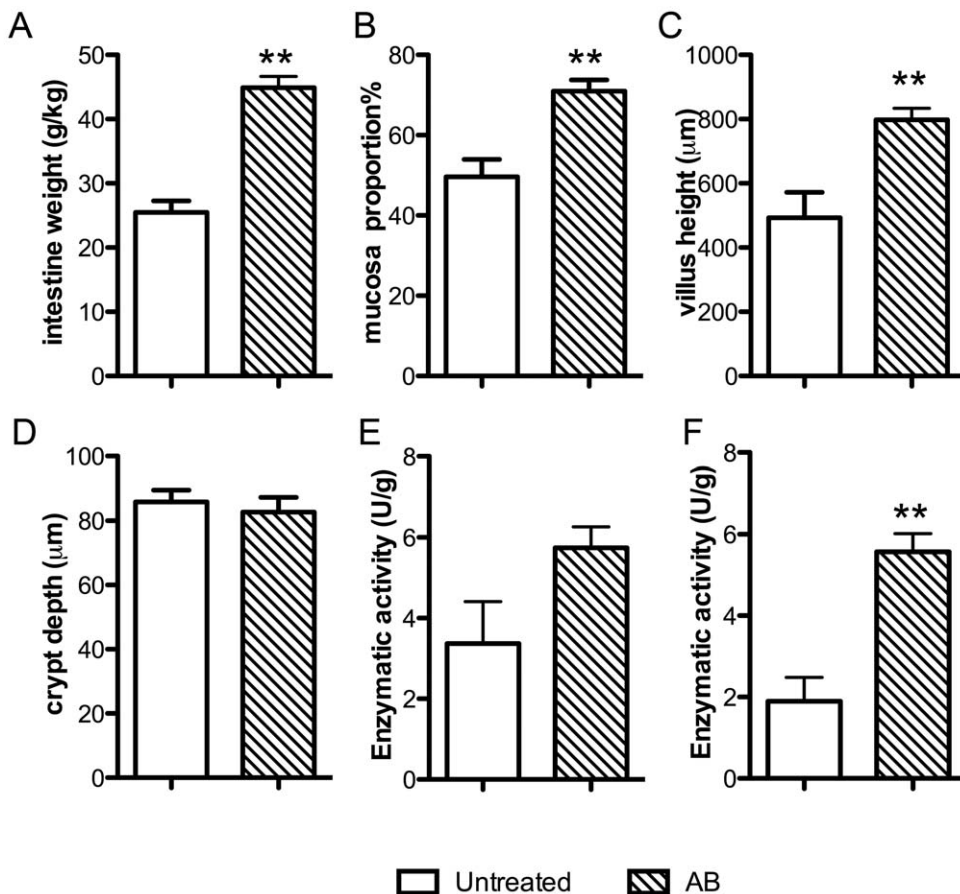 A
intestine weight (g/kg)
50
40
30
20
10
0
**
B
mucosa proportion%
80
60
40
20
0
**
C
villus height (μm)
1000
800
600
400
200
0
**
D
crypt depth (μm)
100
80
60
40
20
0
E
Enzymatic activity (U/g)
8
6
4
2
0
F
Enzymatic activity (U/g)
8
6
4
2
0
**
Untreated AB